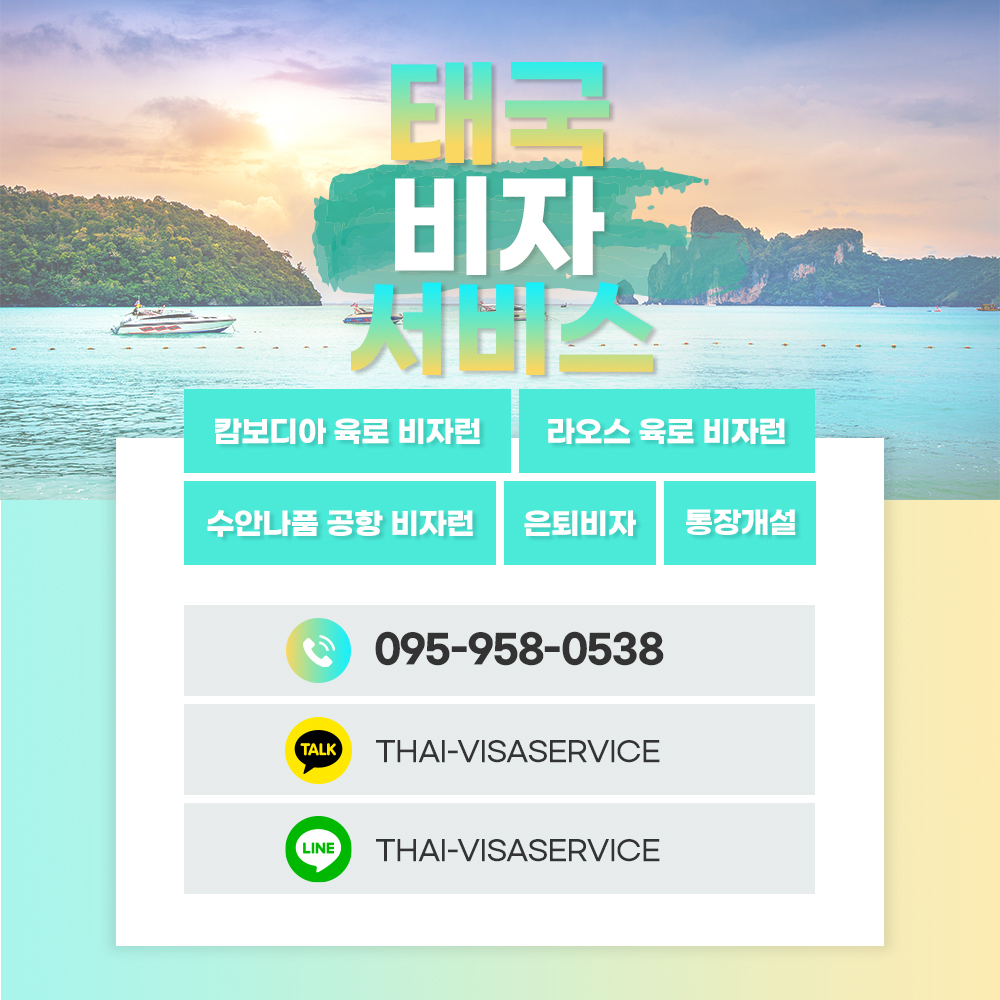 태국
비자
서비스
캄보디아 육로 비자런
라오스 육로 비자런
수안나품 공항 비자런
은퇴비자
통장개설
095-958-0538
TALK
THAI-VISASERVICE
LINE
THAI-VISASERVICE